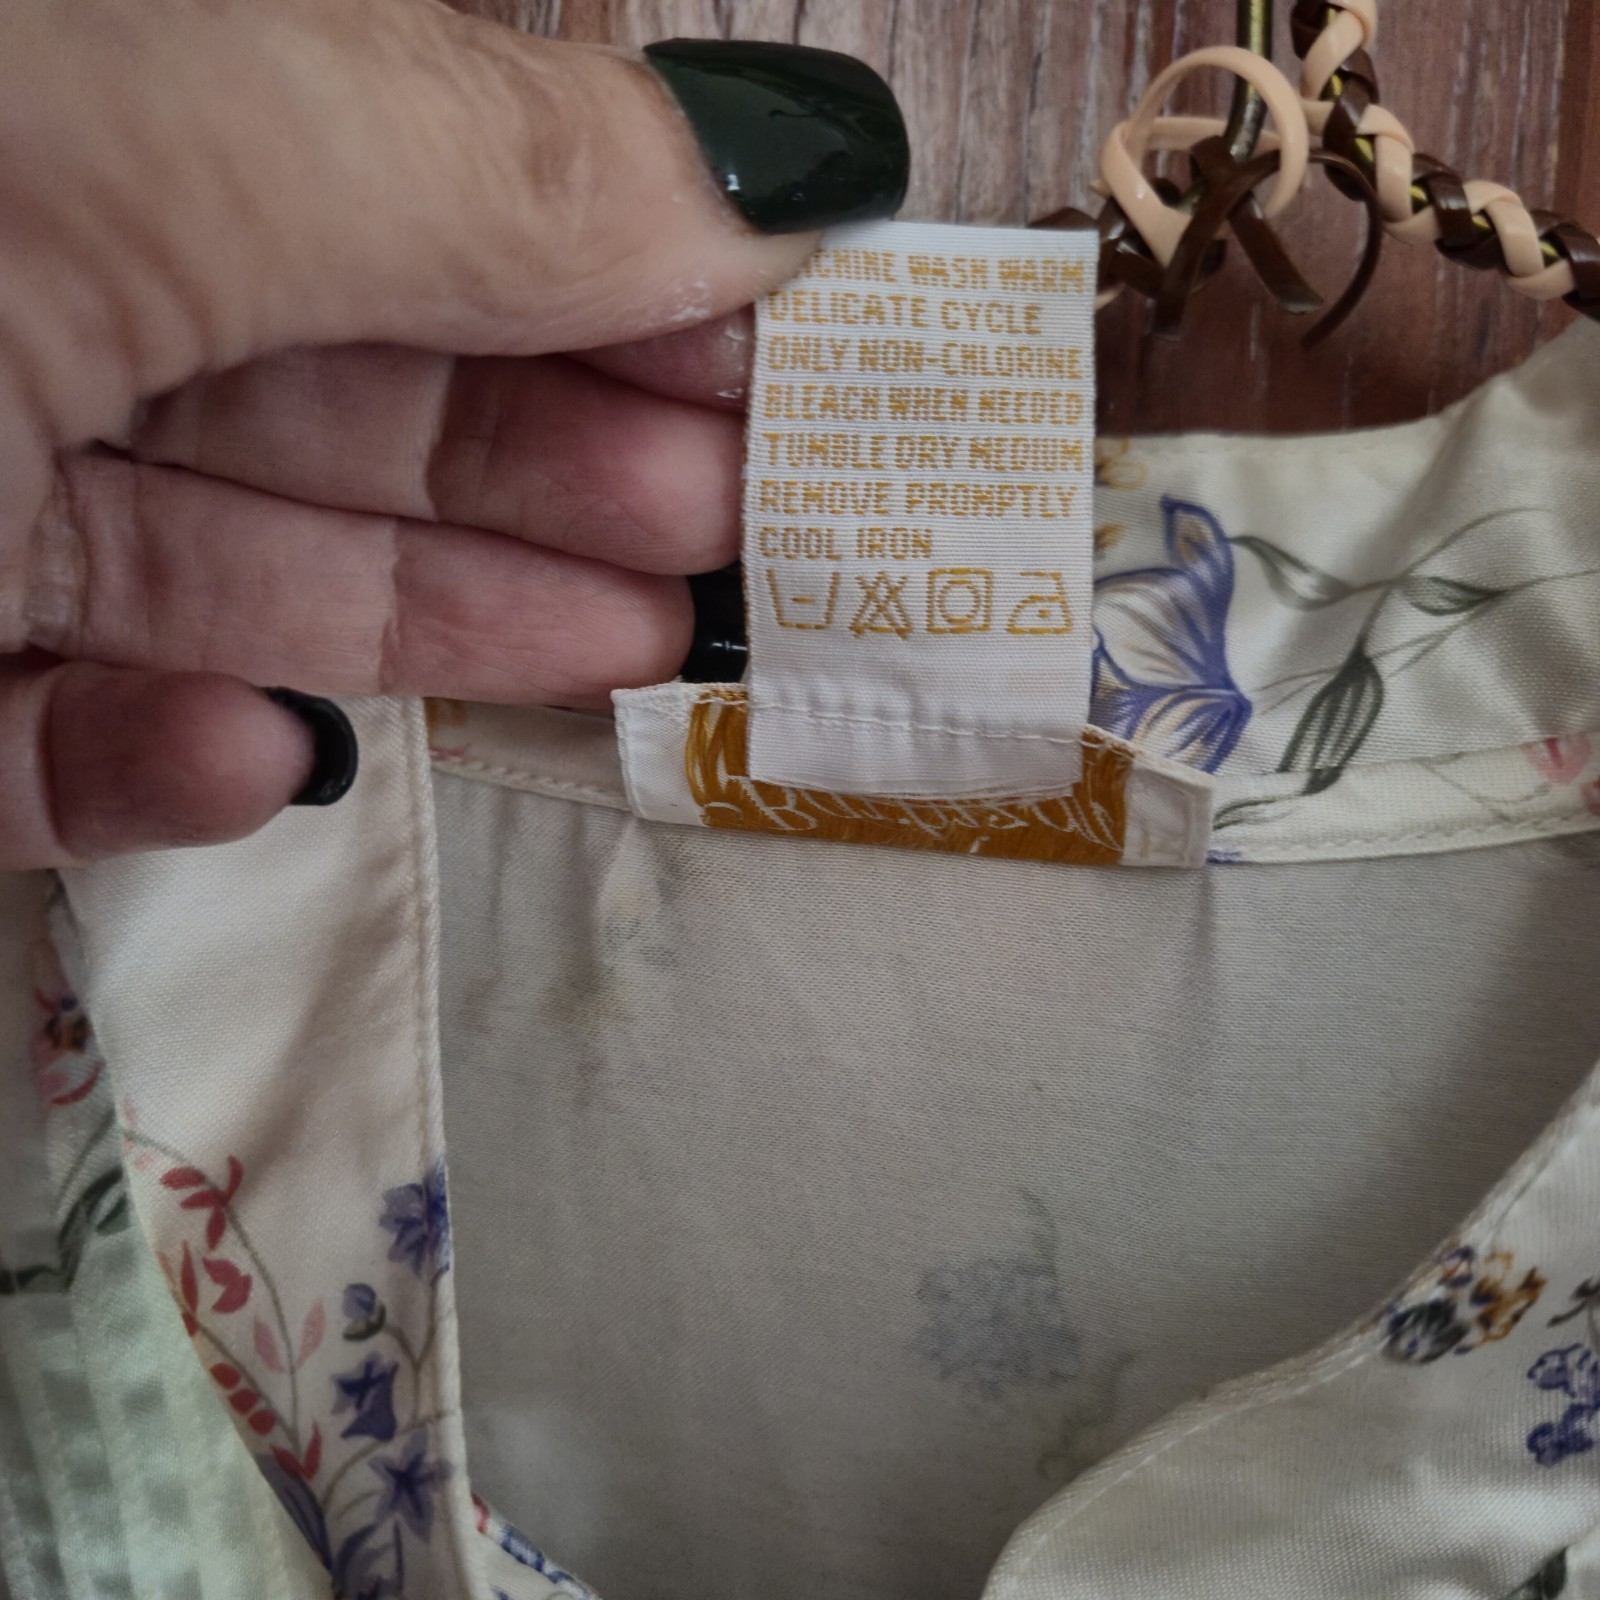 MACHINE WASH WARM
DELICATE CYCLE
ONLY NON-CHLORINE
BLEACH WHEN NEEDED
TUMBLE DRY MEDIUM
REMOVE PROMPTLY
COOL IRON